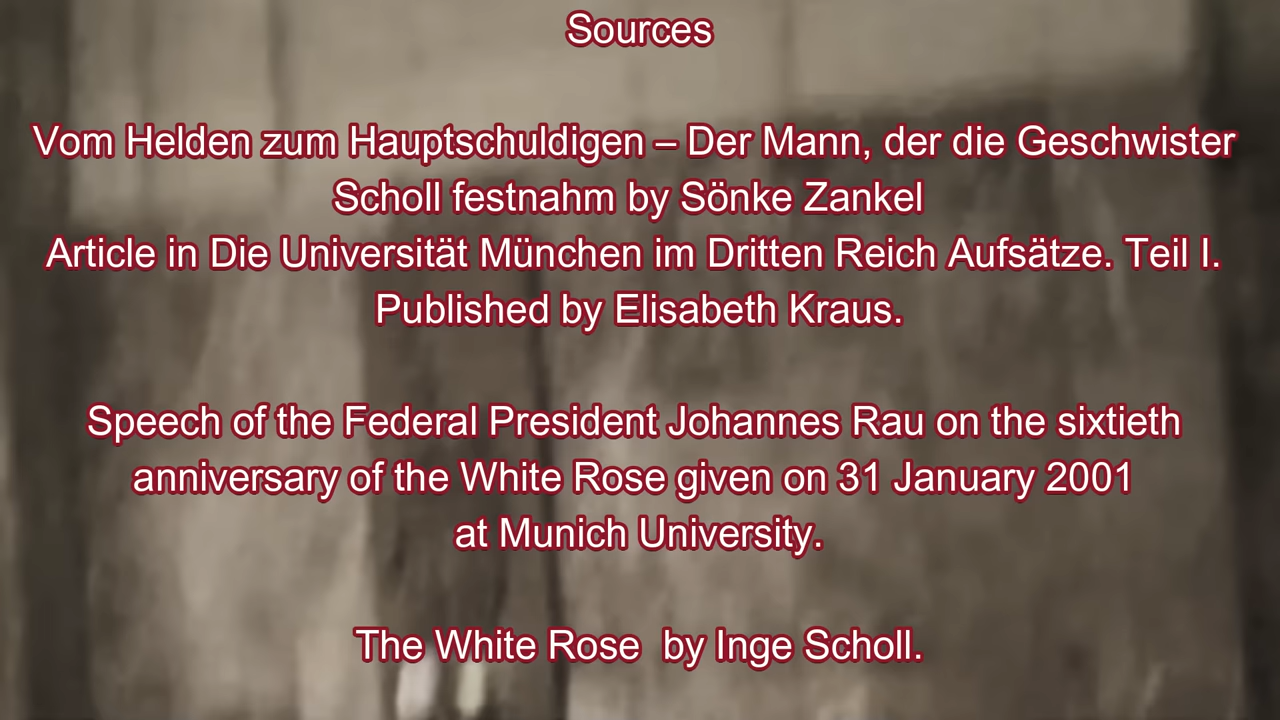 Sources
Vom Helden zum Hauptschuldigen – Der Mann, der die Geschwister
Scholl festnahm by Sönke Zankel
Article in Die Universität München im Dritten Reich Aufsätze. Teil I.
Published by Elisabeth Kraus.
Speech of the Federal President Johannes Rau on the sixtieth
anniversary of the White Rose given on 31 January 2001
at Munich University.
The White Rose  by Inge Scholl.